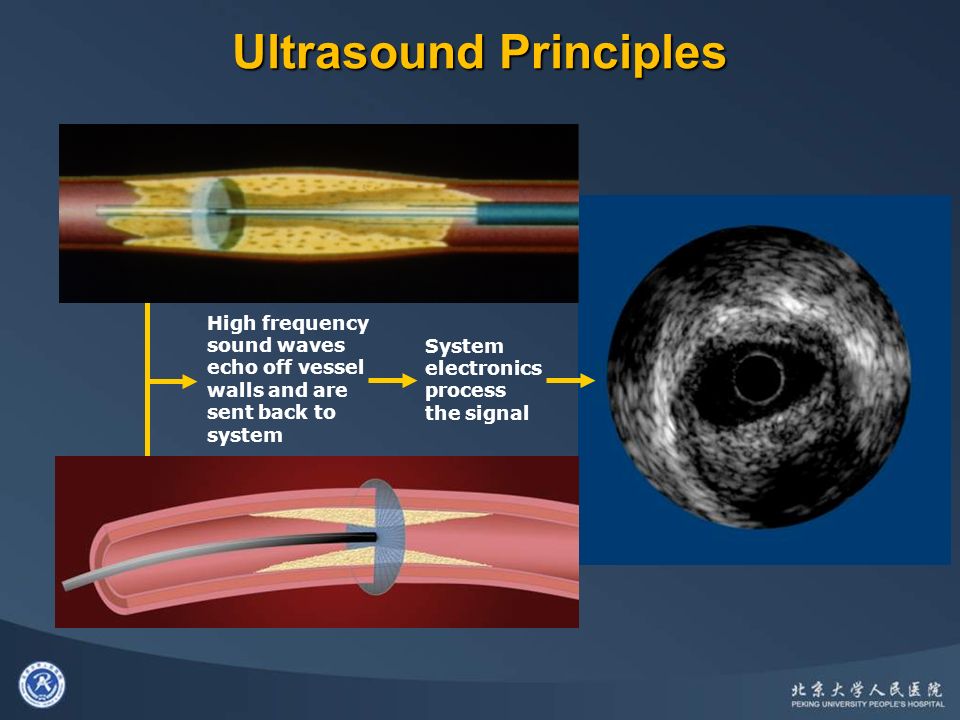 Ultrasound Principles
High frequency
sound waves
echo off vessel
walls and are
sent back to
system
System
electronics
process
the signal
北京大学人民医院
PEKING UNIVERSITY PEOPLE'S HOSPITAL